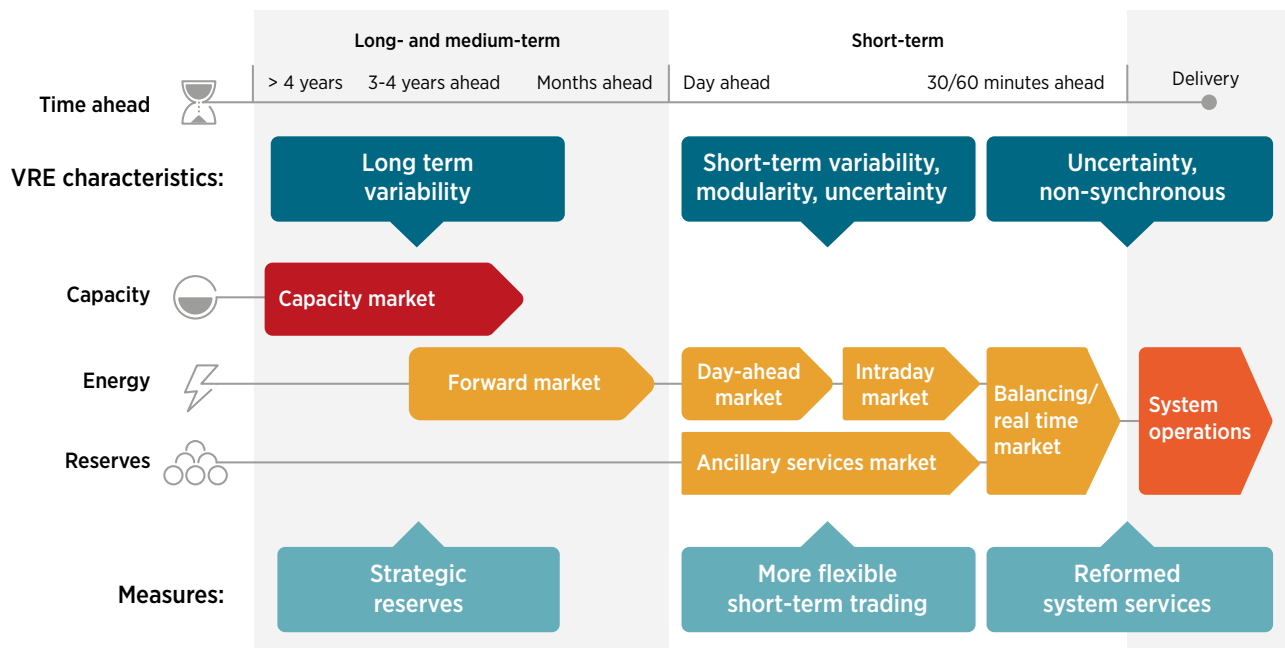 Long- and medium-term
Short-term
Time ahead
> 4 years
3-4 years ahead
Months ahead
Day ahead
30/60 minutes ahead
Delivery
VRE characteristics:
Long term
variability
Short-term variability,
modularity, uncertainty
Uncertainty,
non-synchronous
Capacity
Capacity market
Energy
Forward market
Day-ahead
market
Intraday
market
Balancing/
real time
market
System
operations
Reserves
Ancillary services market
Measures:
Strategic
reserves
More flexible
short-term trading
Reformed
system services